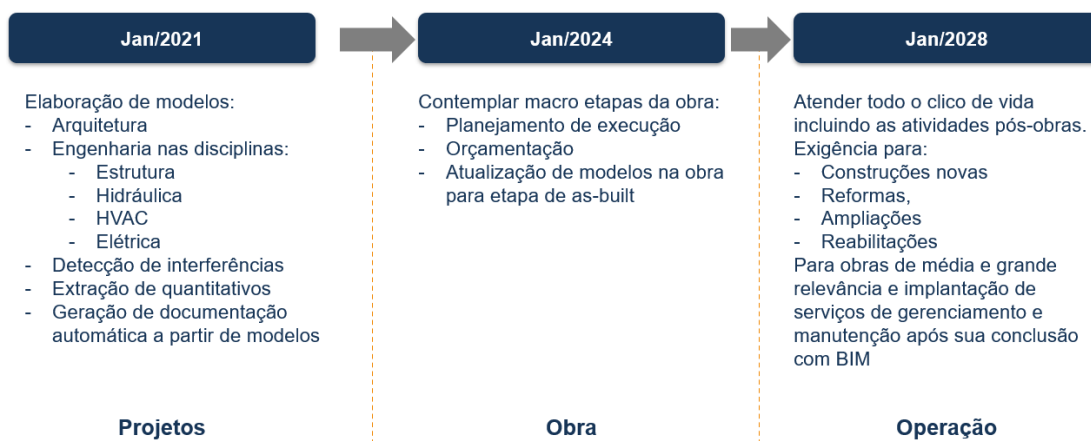 Jan/2021
Elaboração de modelos:
- Arquitetura
- Engenharia nas disciplinas:
- Estrutura
- Hidráulica
- HVAC
- Elétrica
- Detecção de interferências
- Extração de quantitativos
- Geração de documentação
automática a partir de modelos
Projetos
Jan/2024
Contemplar macro etapas da obra:
- Planejamento de execução
- Orçamentação
- Atualização de modelos na obra
para etapa de as-built
Obra
Jan/2028
Atender todo o clico de vida
incluindo as atividades pós-obras.
Exigência para:
- Construções novas
- Reformas,
- Ampliações
- Reabilitações
Para obras de média e grande
relevância e implantação de
serviços de gerenciamento e
manutenção após sua conclusão
com BIM
Operação